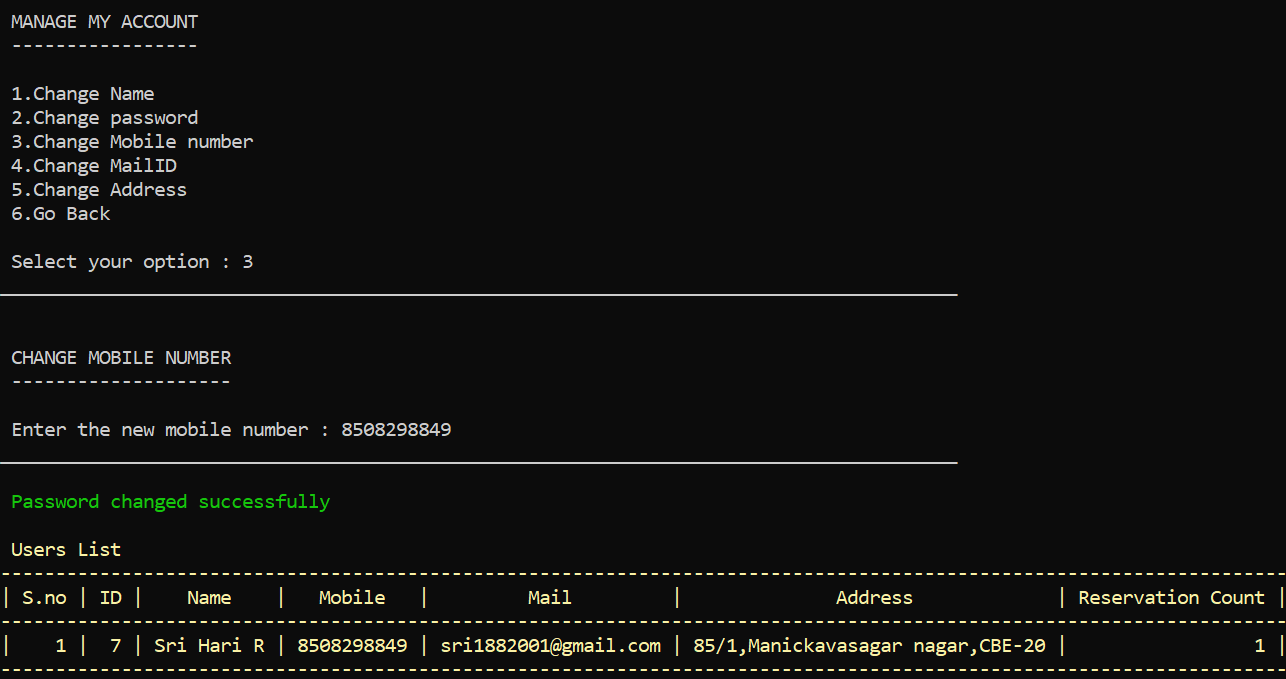 MANAGE MY ACCOUNT
-----------------
1.Change Name
2.Change password
3.Change Mobile number
4.Change MailID
5.Change Address
6.Go Back
Select your option : 3
CHANGE MOBILE NUMBER
--------------------
Enter the new mobile number : 8508298849
Password changed successfully
Users List
| S.no | ID | Name | Mobile | Mail | Address | Reservation Count |
| 1 | 7 | Sri Hari R | 8508298849 | sri1882001@gmail.com | 85/1,Manickavasagar nagar,CBE-20 | 1 |